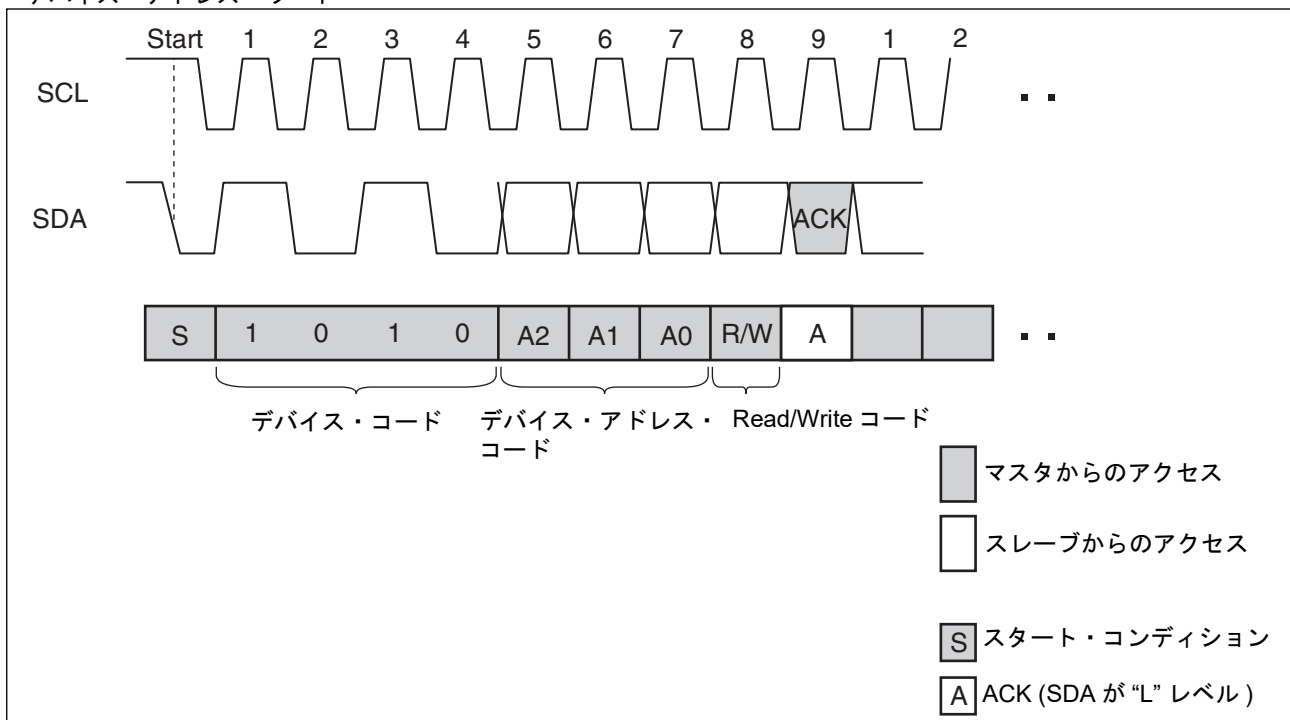 Start 1 2 3 4 5 6 7 8 9 1 2
SCL
SDA
ACK
S 1 0 1 0 A2 A1 A0 R/W A
デバイス・コード
デバイス・アドレス・
コード
Read/Write コード
マスタからのアクセス
スレーブからのアクセス
S スタート・コンディション
A ACK (SDA が “L” レベル )